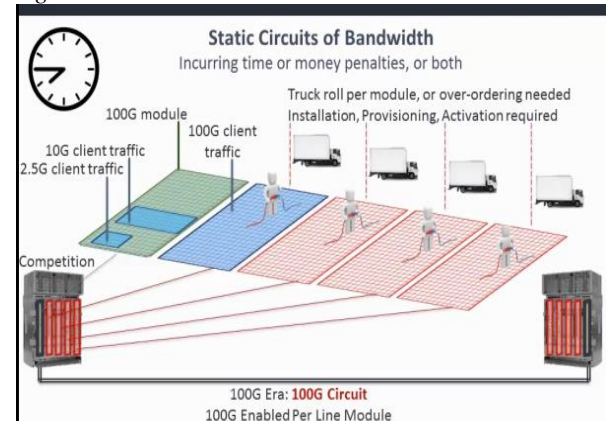 Static Circuits of Bandwidth
Incurring time or money penalties, or both
Truck roll per module, or over-ordering needed
Installation, Provisioning, Activation required
100G module
100G client
traffic
10G client traffic
2.5G client traffic
Competition
100G Era: 100G Circuit
100G Enabled Per Line Module